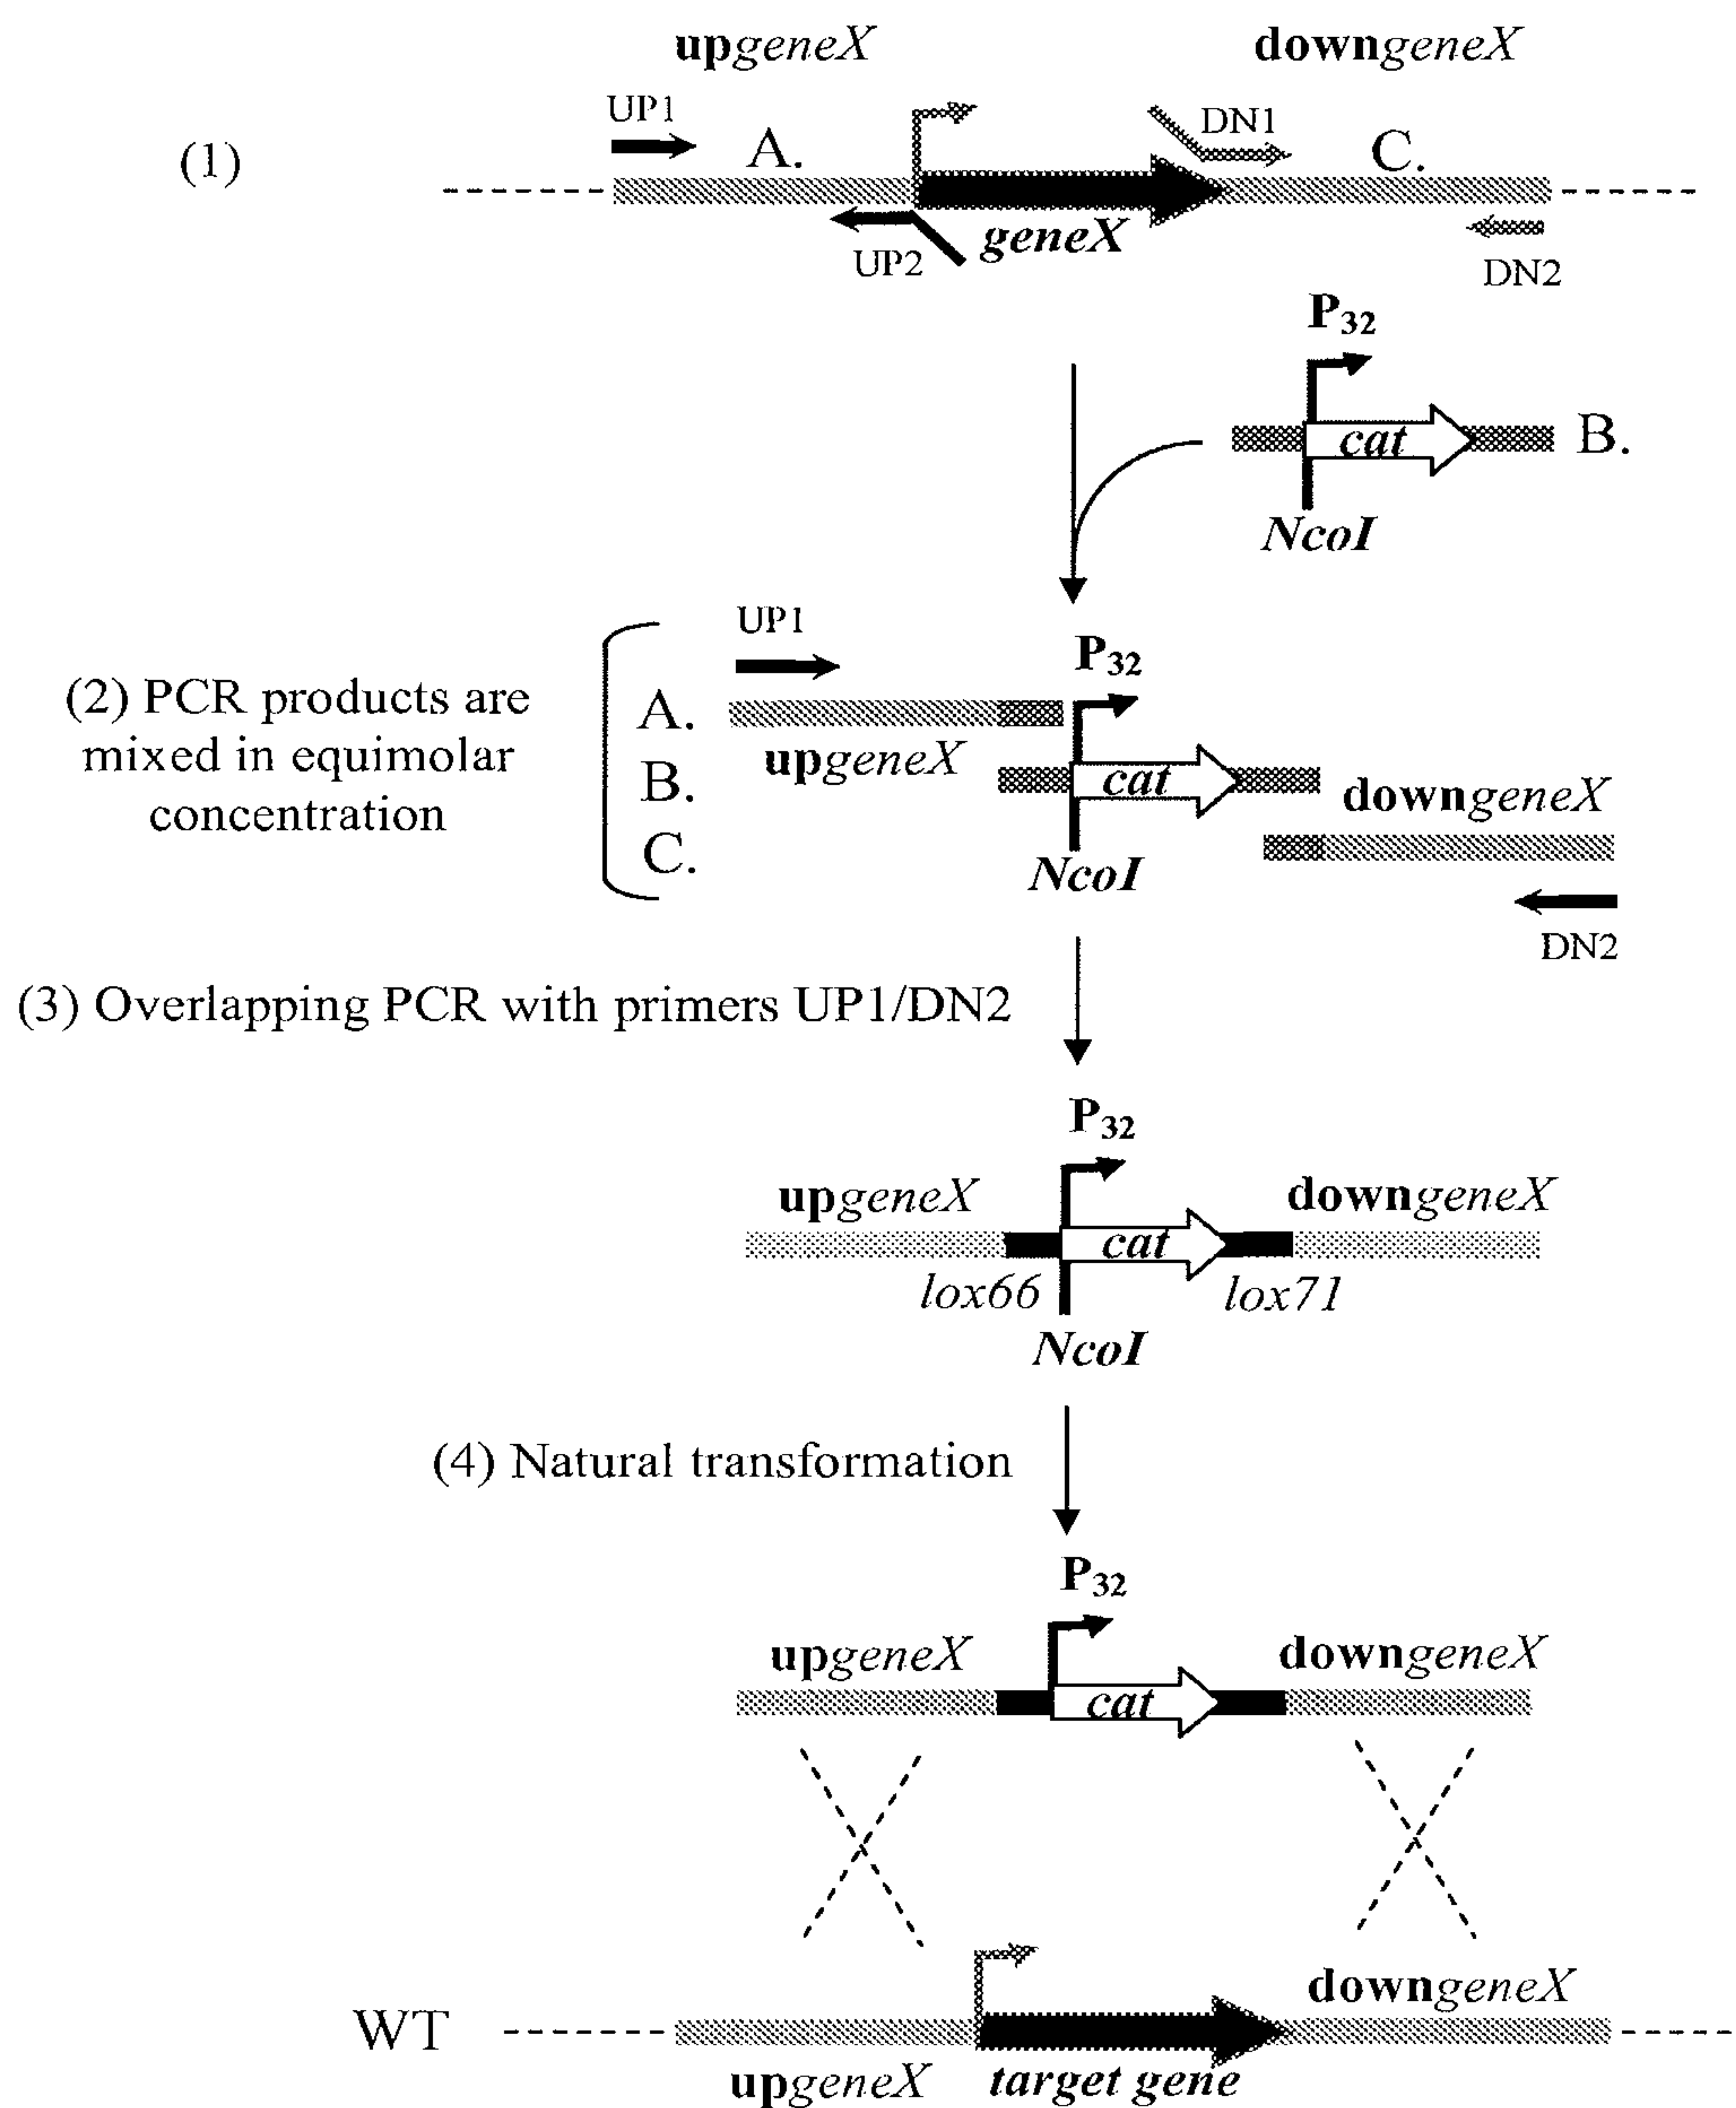 upgeneX downgeneX
UP1 DN1
(1) A. C.
geneX
UP2 DN2
P32
cat B.
NcoI
UP1
P32
(2) PCR products are
mixed in equimolar
concentration
A.
upgeneX
B. cat downgeneX
C.
NcoI
DN2
(3) Overlapping PCR with primers UP1/DN2
P32
upgeneX downgeneX
cat
lox66 lox71
NcoI
(4) Natural transformation
P32
upgeneX downgeneX
cat
downgeneX
WT
upgeneX target gene